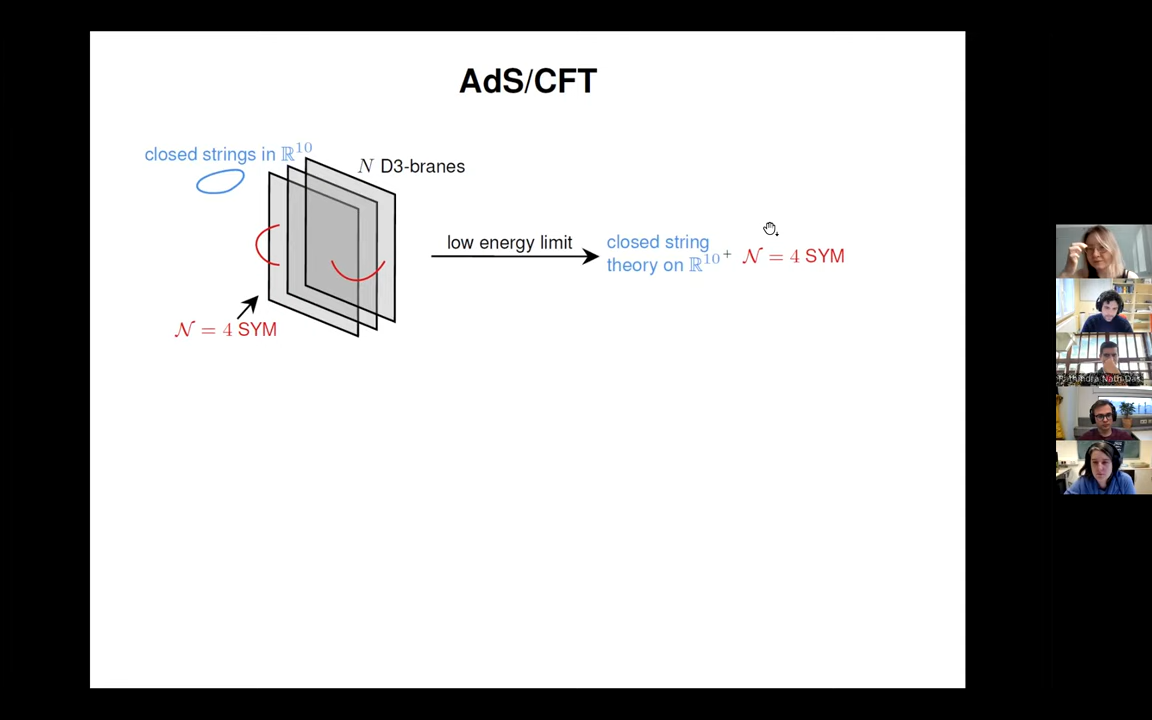 AdS/CFT
closed strings in ℝ¹⁰
N D3-branes
low energy limit
closed string
theory on ℝ¹⁰ + 𝒩 = 4 SYM
𝒩 = 4 SYM